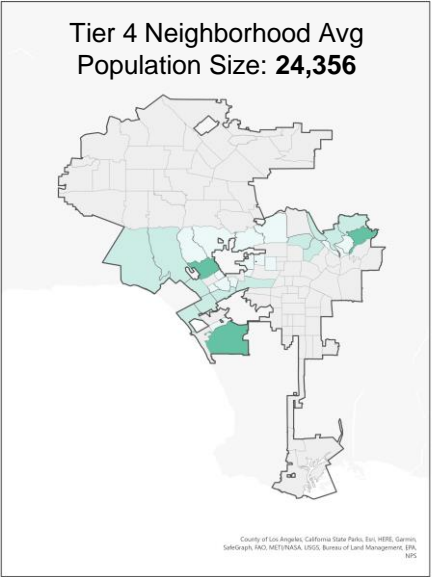 Tier 4 Neighborhood Avg
Population Size: 24,356
County of Los Angeles, California State Parks, Esri, HERE, Garmin,
SafeGraph, FAO, METI/NASA, USGS, Bureau of Land Management, EPA,
NPS